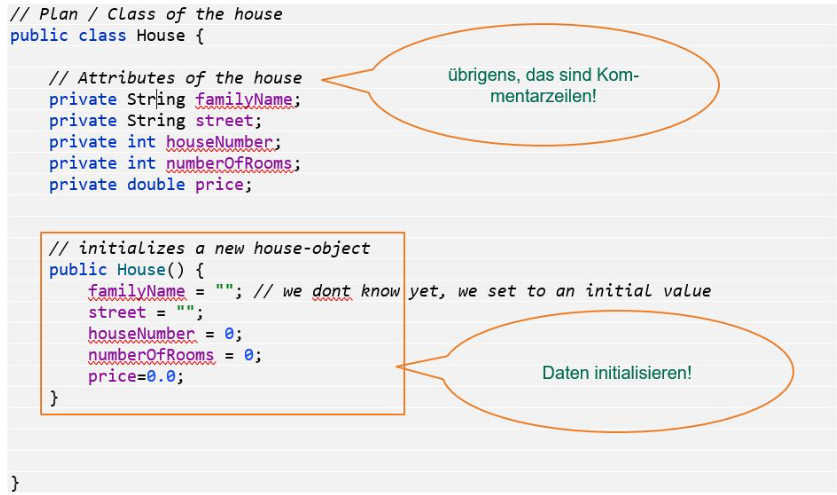 // Plan / Class of the house
public class House {
// Attributes of the house
private String familyName;
private String street;
private int houseNumber;
private int numberOfRooms;
private double price;
übrigens, das sind Kom-
mentarzeilen!
// initializes a new house-object
public House() {
familyName = ""; // we dont know yet, we set to an initial value
street = "";
houseNumber = 0;
numberOfRooms = 0;
price=0.0;
}
Daten initialisieren!
}